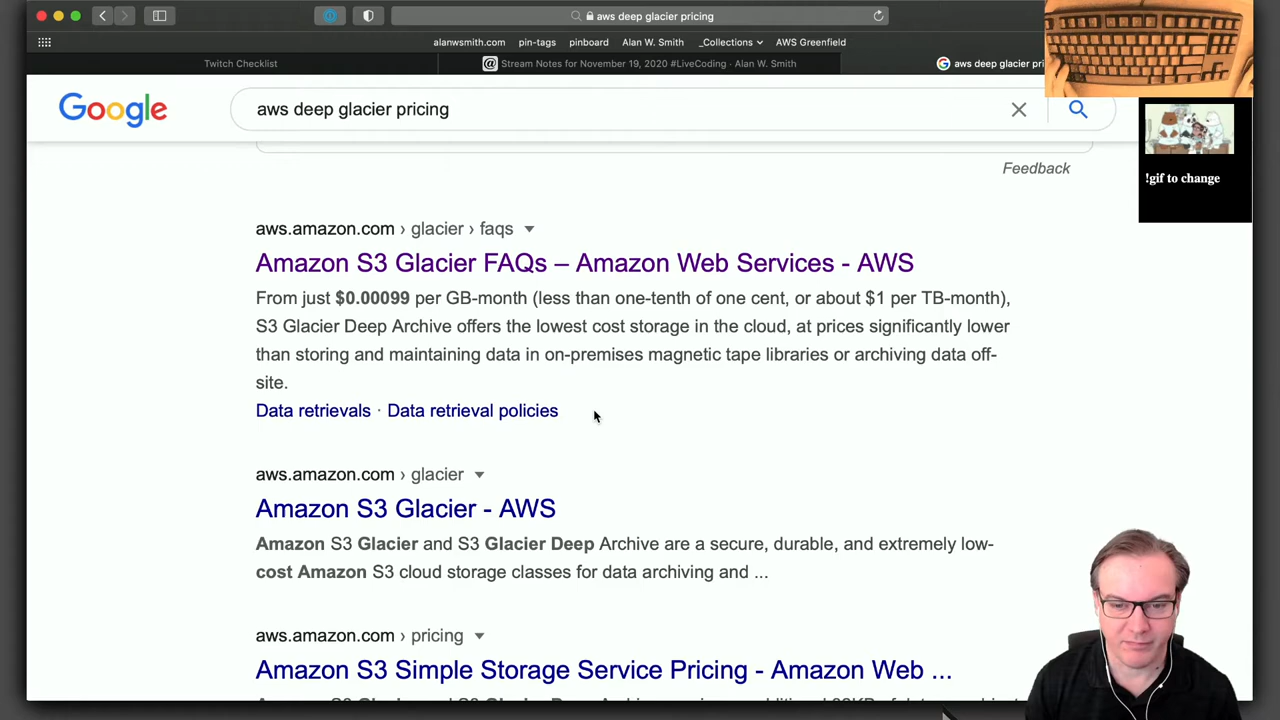 aws deep glacier pricing
alanwsmith.com pin-tags pinboard Alan W. Smith _Collections AWS Greenfield
Twitch Checklist Stream Notes for November 19, 2020 #LiveCoding - Alan W. Smith aws deep glacier pri
Google aws deep glacier pricing
!gif to change
Feedback
aws.amazon.com › glacier › faqs
Amazon S3 Glacier FAQs – Amazon Web Services - AWS
From just $0.00099 per GB-month (less than one-tenth of one cent, or about $1 per TB-month),
S3 Glacier Deep Archive offers the lowest cost storage in the cloud, at prices significantly lower
than storing and maintaining data in on-premises magnetic tape libraries or archiving data off-
site.
Data retrievals · Data retrieval policies
aws.amazon.com › glacier
Amazon S3 Glacier - AWS
Amazon S3 Glacier and S3 Glacier Deep Archive are a secure, durable, and extremely low-
cost Amazon S3 cloud storage classes for data archiving and ...
aws.amazon.com › pricing
Amazon S3 Simple Storage Service Pricing - Amazon Web ...